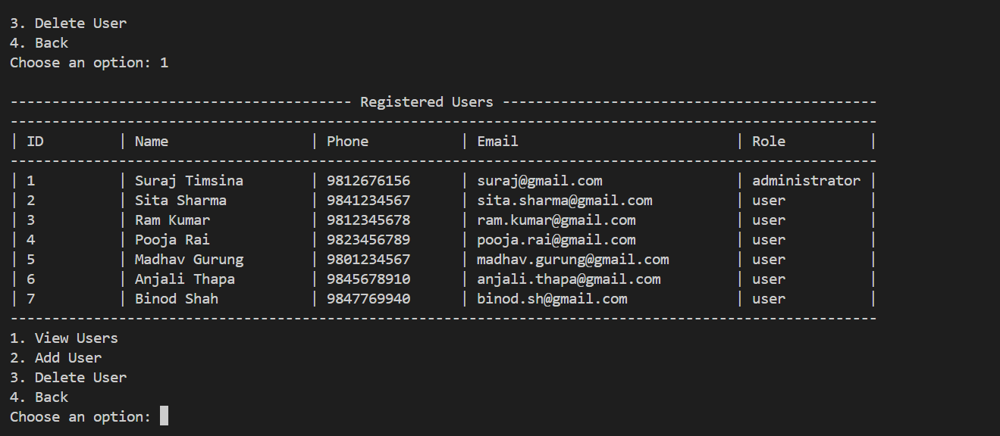 3. Delete User
4. Back
Choose an option: 1
----------------------------------------- Registered Users ---------------------------------------------
--------------------------------------------------------------------------------------------------------
| ID         | Name                 | Phone           | Email                          | Role          |
--------------------------------------------------------------------------------------------------------
| 1          | Suraj Timsina        | 9812676156      | suraj@gmail.com                | administrator |
| 2          | Sita Sharma          | 9841234567      | sita.sharma@gmail.com          | user          |
| 3          | Ram Kumar            | 9812345678      | ram.kumar@gmail.com            | user          |
| 4          | Pooja Rai            | 9823456789      | pooja.rai@gmail.com            | user          |
| 5          | Madhav Gurung        | 9801234567      | madhav.gurung@gmail.com        | user          |
| 6          | Anjali Thapa         | 9845678910      | anjali.thapa@gmail.com         | user          |
| 7          | Binod Shah           | 9847769940      | binod.sh@gmail.com             | user          |
--------------------------------------------------------------------------------------------------------
1. View Users
2. Add User
3. Delete User
4. Back
Choose an option: